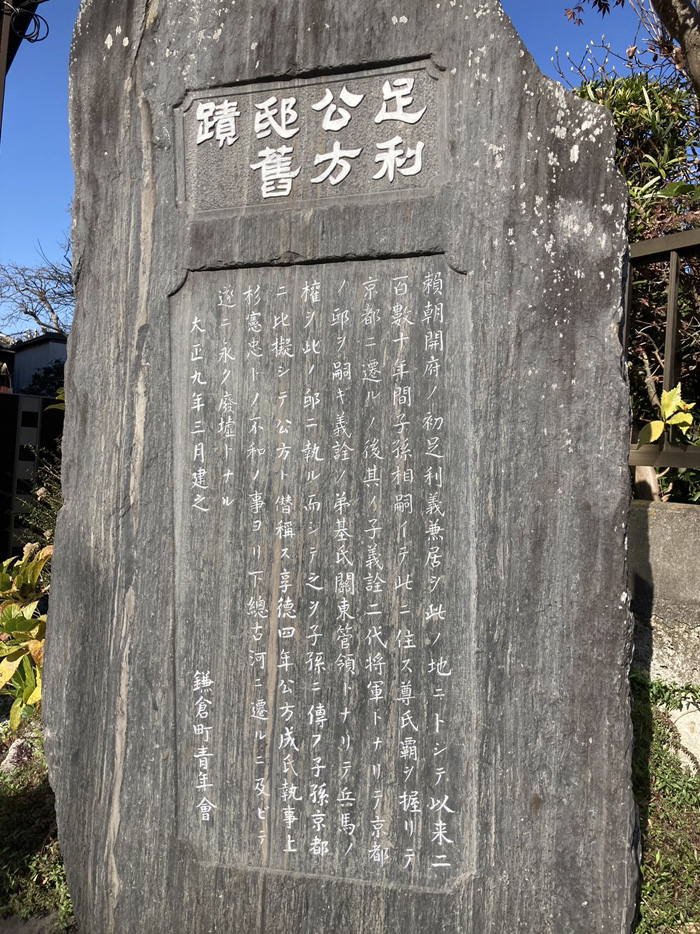 足利
公方
邸舊
蹟
頼朝開府ノ初足利義兼居ヲ此ノ地ニトシテ以来二
百數十年間子孫相嗣イデ此ニ住ス尊氏覇ヲ握リテ
京都ニ遷ルノ後其ノ子義詮二代将軍トナリテ京都
ノ邸ヲ嗣ギ義詮ノ弟基氏關東管領トナリテ兵馬ノ
權ヲ此ノ邸ニ執ル而シテ之ヲ子孫ニ傳フ子孫京都
ニ比擬シテ公方ト僭稱ス享德四年公方成氏執事上
杉憲忠トノ不和ノ事ヨリ下總古河ニ遷ルニ及ビテ
遂ニ永ク廢墟トナル
大正九年三月建之
鎌倉町青年會